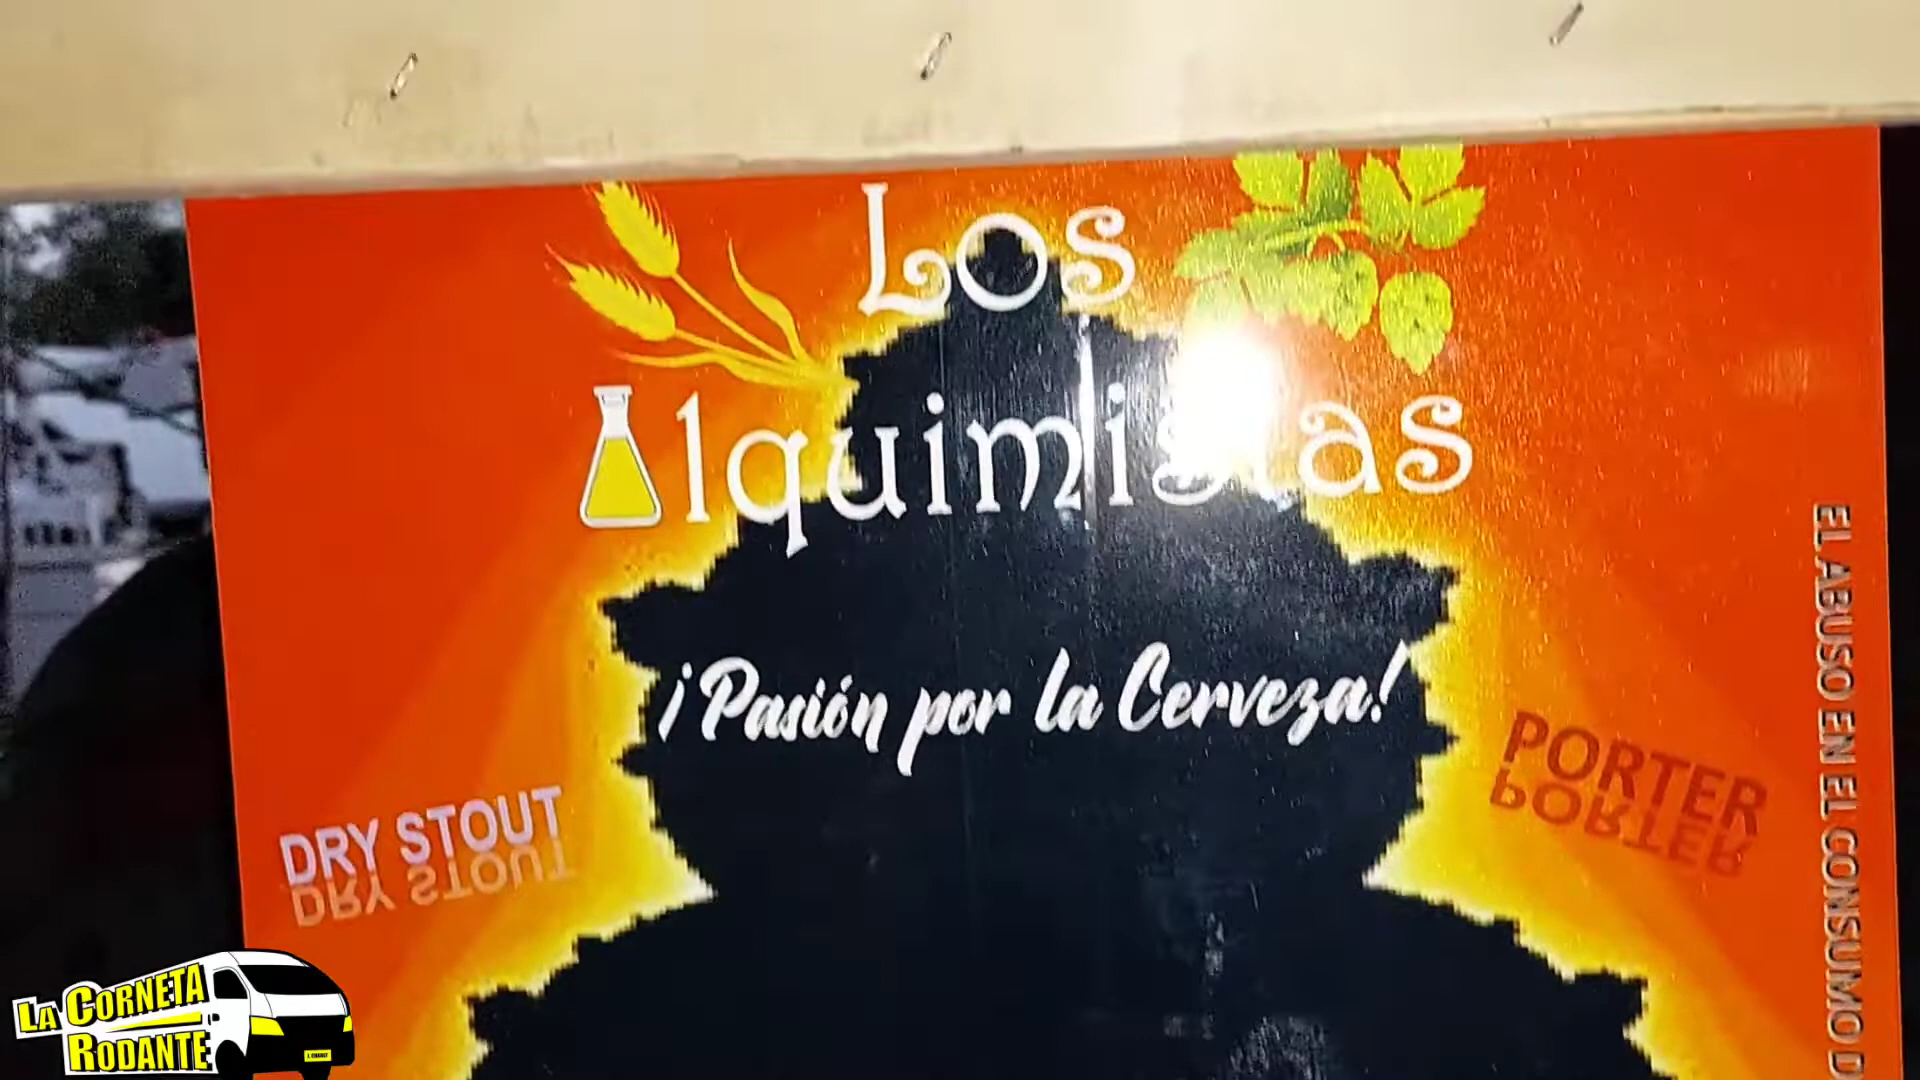 Los
Alquimistas
¡Pasión por la Cerveza!
DRY STOUT
DRY STOUT
PORTER
PORTER
EL ABUSO EN EL CONSUMO D
LA CORNETA
RODANTE